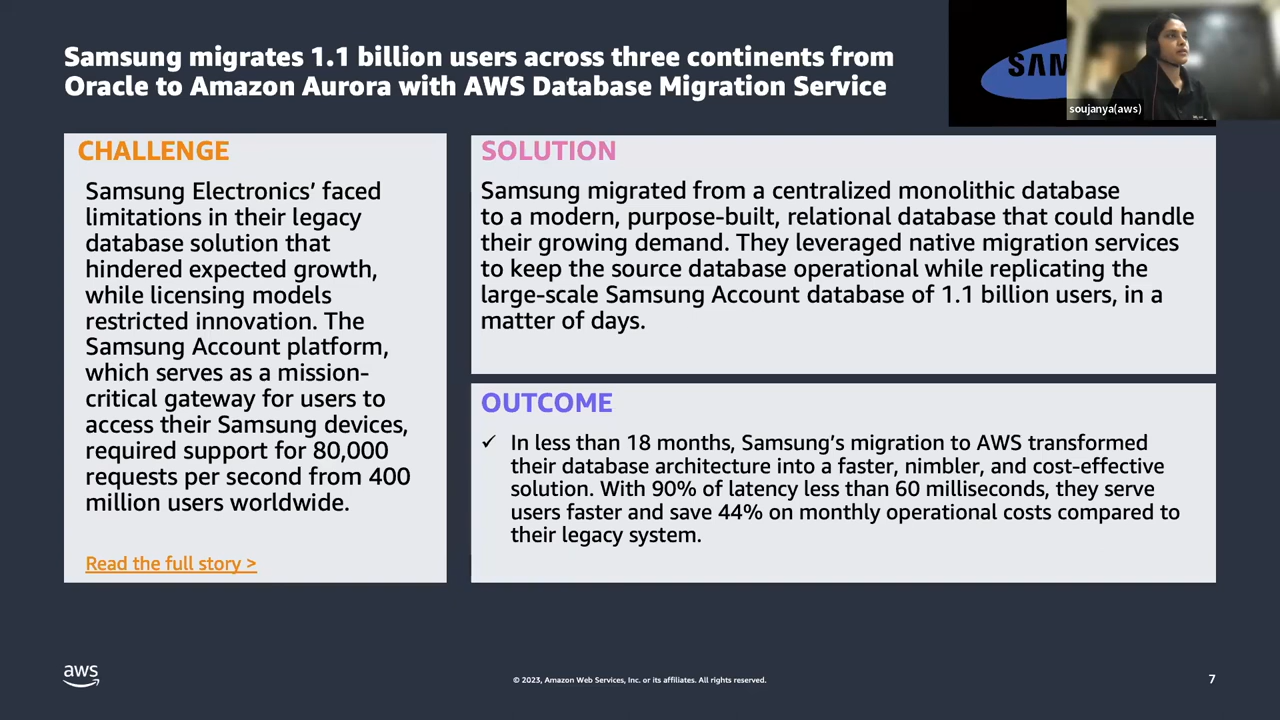 Samsung migrates 1.1 billion users across three continents from
Oracle to Amazon Aurora with AWS Database Migration Service
SAM
soujanya(aws)
CHALLENGE
Samsung Electronics’ faced
limitations in their legacy
database solution that
hindered expected growth,
while licensing models
restricted innovation. The
Samsung Account platform,
which serves as a mission-
critical gateway for users to
access their Samsung devices,
required support for 80,000
requests per second from 400
million users worldwide.
Read the full story >
SOLUTION
Samsung migrated from a centralized monolithic database
to a modern, purpose-built, relational database that could handle
their growing demand. They leveraged native migration services
to keep the source database operational while replicating the
large-scale Samsung Account database of 1.1 billion users, in a
matter of days.
OUTCOME
✓ In less than 18 months, Samsung’s migration to AWS transformed
their database architecture into a faster, nimbler, and cost-effective
solution. With 90% of latency less than 60 milliseconds, they serve
users faster and save 44% on monthly operational costs compared to
their legacy system.
aws
© 2023, Amazon Web Services, Inc. or its affiliates. All rights reserved.
7